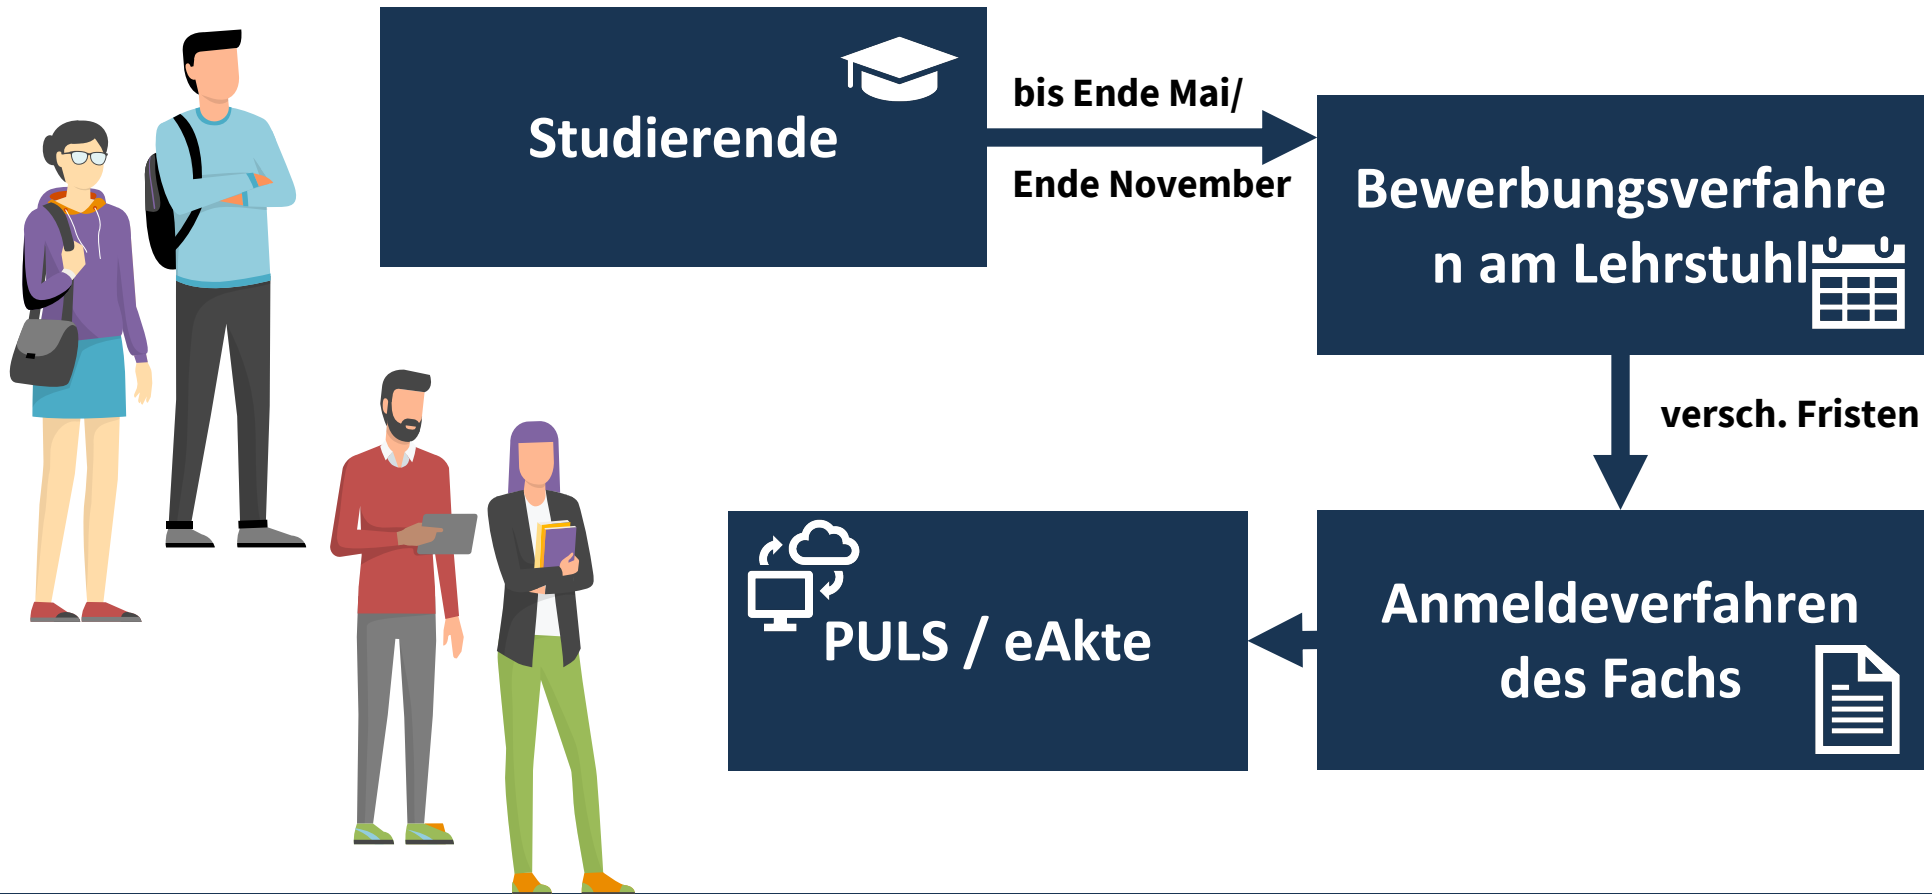 Studierende
bis Ende Mai/
Ende November
Bewerbungsverfahre
n am Lehrstuhl
versch. Fristen
Anmeldeverfahren
des Fachs
PULS / eAkte